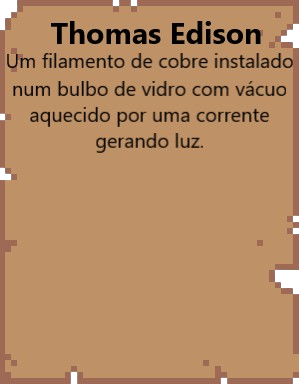 Thomas Edison
Um filamento de cobre instalado
num bulbo de vidro com vácuo
aquecido por uma corrente
gerando luz.